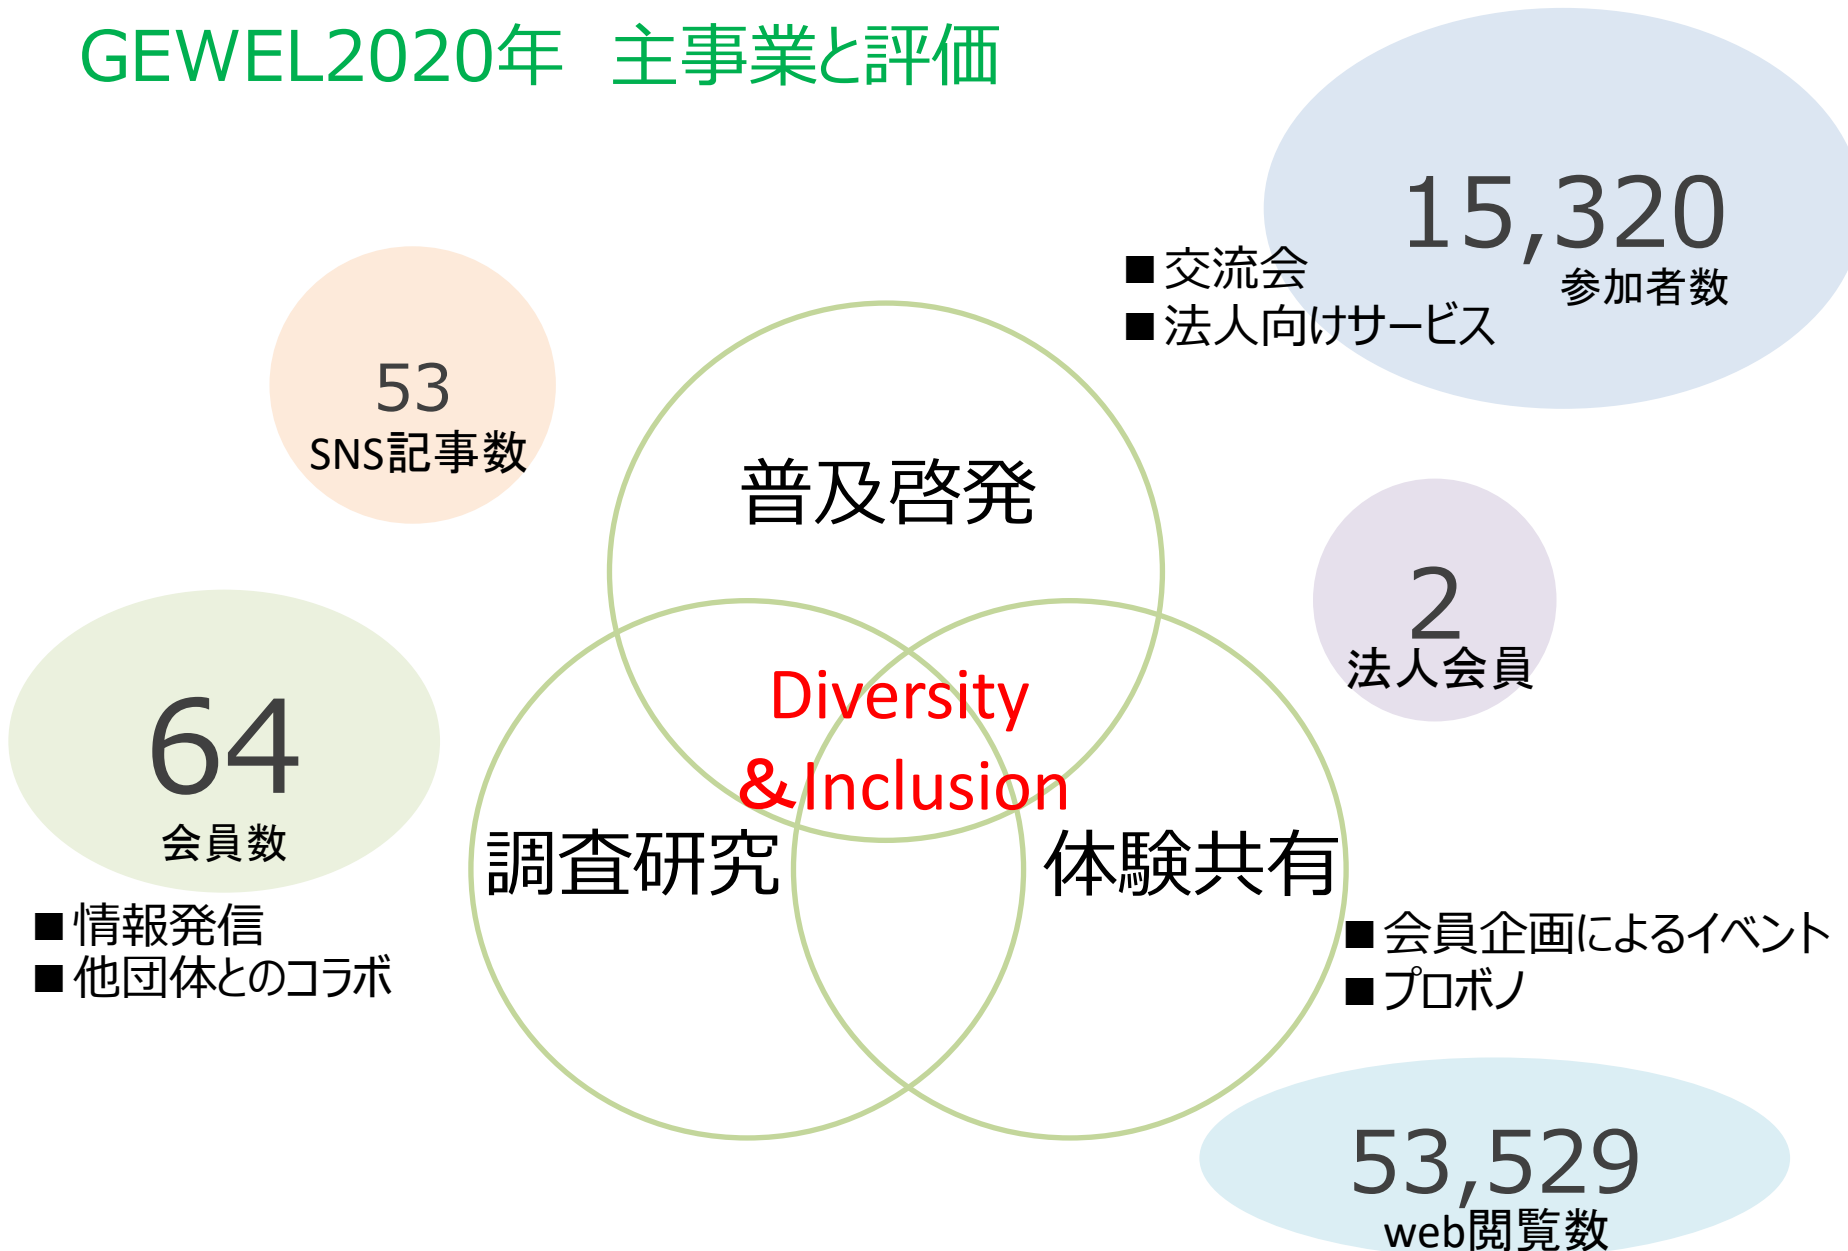 GEWEL2020年　主事業と評価
15,320
参加者数
■交流会
■法人向けサービス
53
SNS記事数
普及啓発
2
法人会員
64
会員数
Diversity
＆Inclusion
調査研究
体験共有
■情報発信
■他団体とのコラボ
■会員企画によるイベント
■プロボノ
53,529
web閲覧数